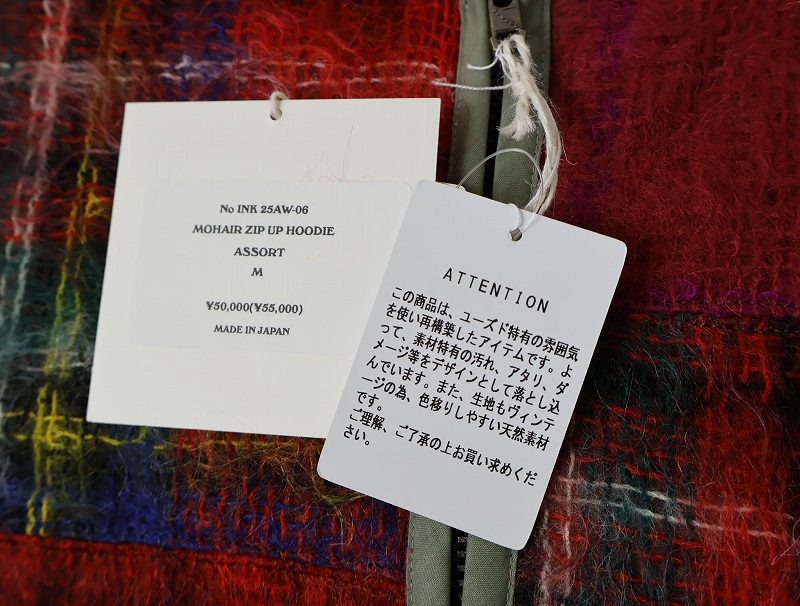 No INK 25AW-06
MOHAIR ZIP UP HOODIE
ASSORT
M
¥50,000(¥55,000)
MADE IN JAPAN
ATTENTION
この商品は、ユーズド特有の雰囲気
を使い再構築したアイテムです。よ
って、素材特有の汚れ、アタリ、ダ
メージ等をデザインとして落とし込
んでいます。また、生地もヴィンテ
ージの為、色移りしやすい天然素材
です。
ご理解、ご了承の上お買い求めくだ
さい。